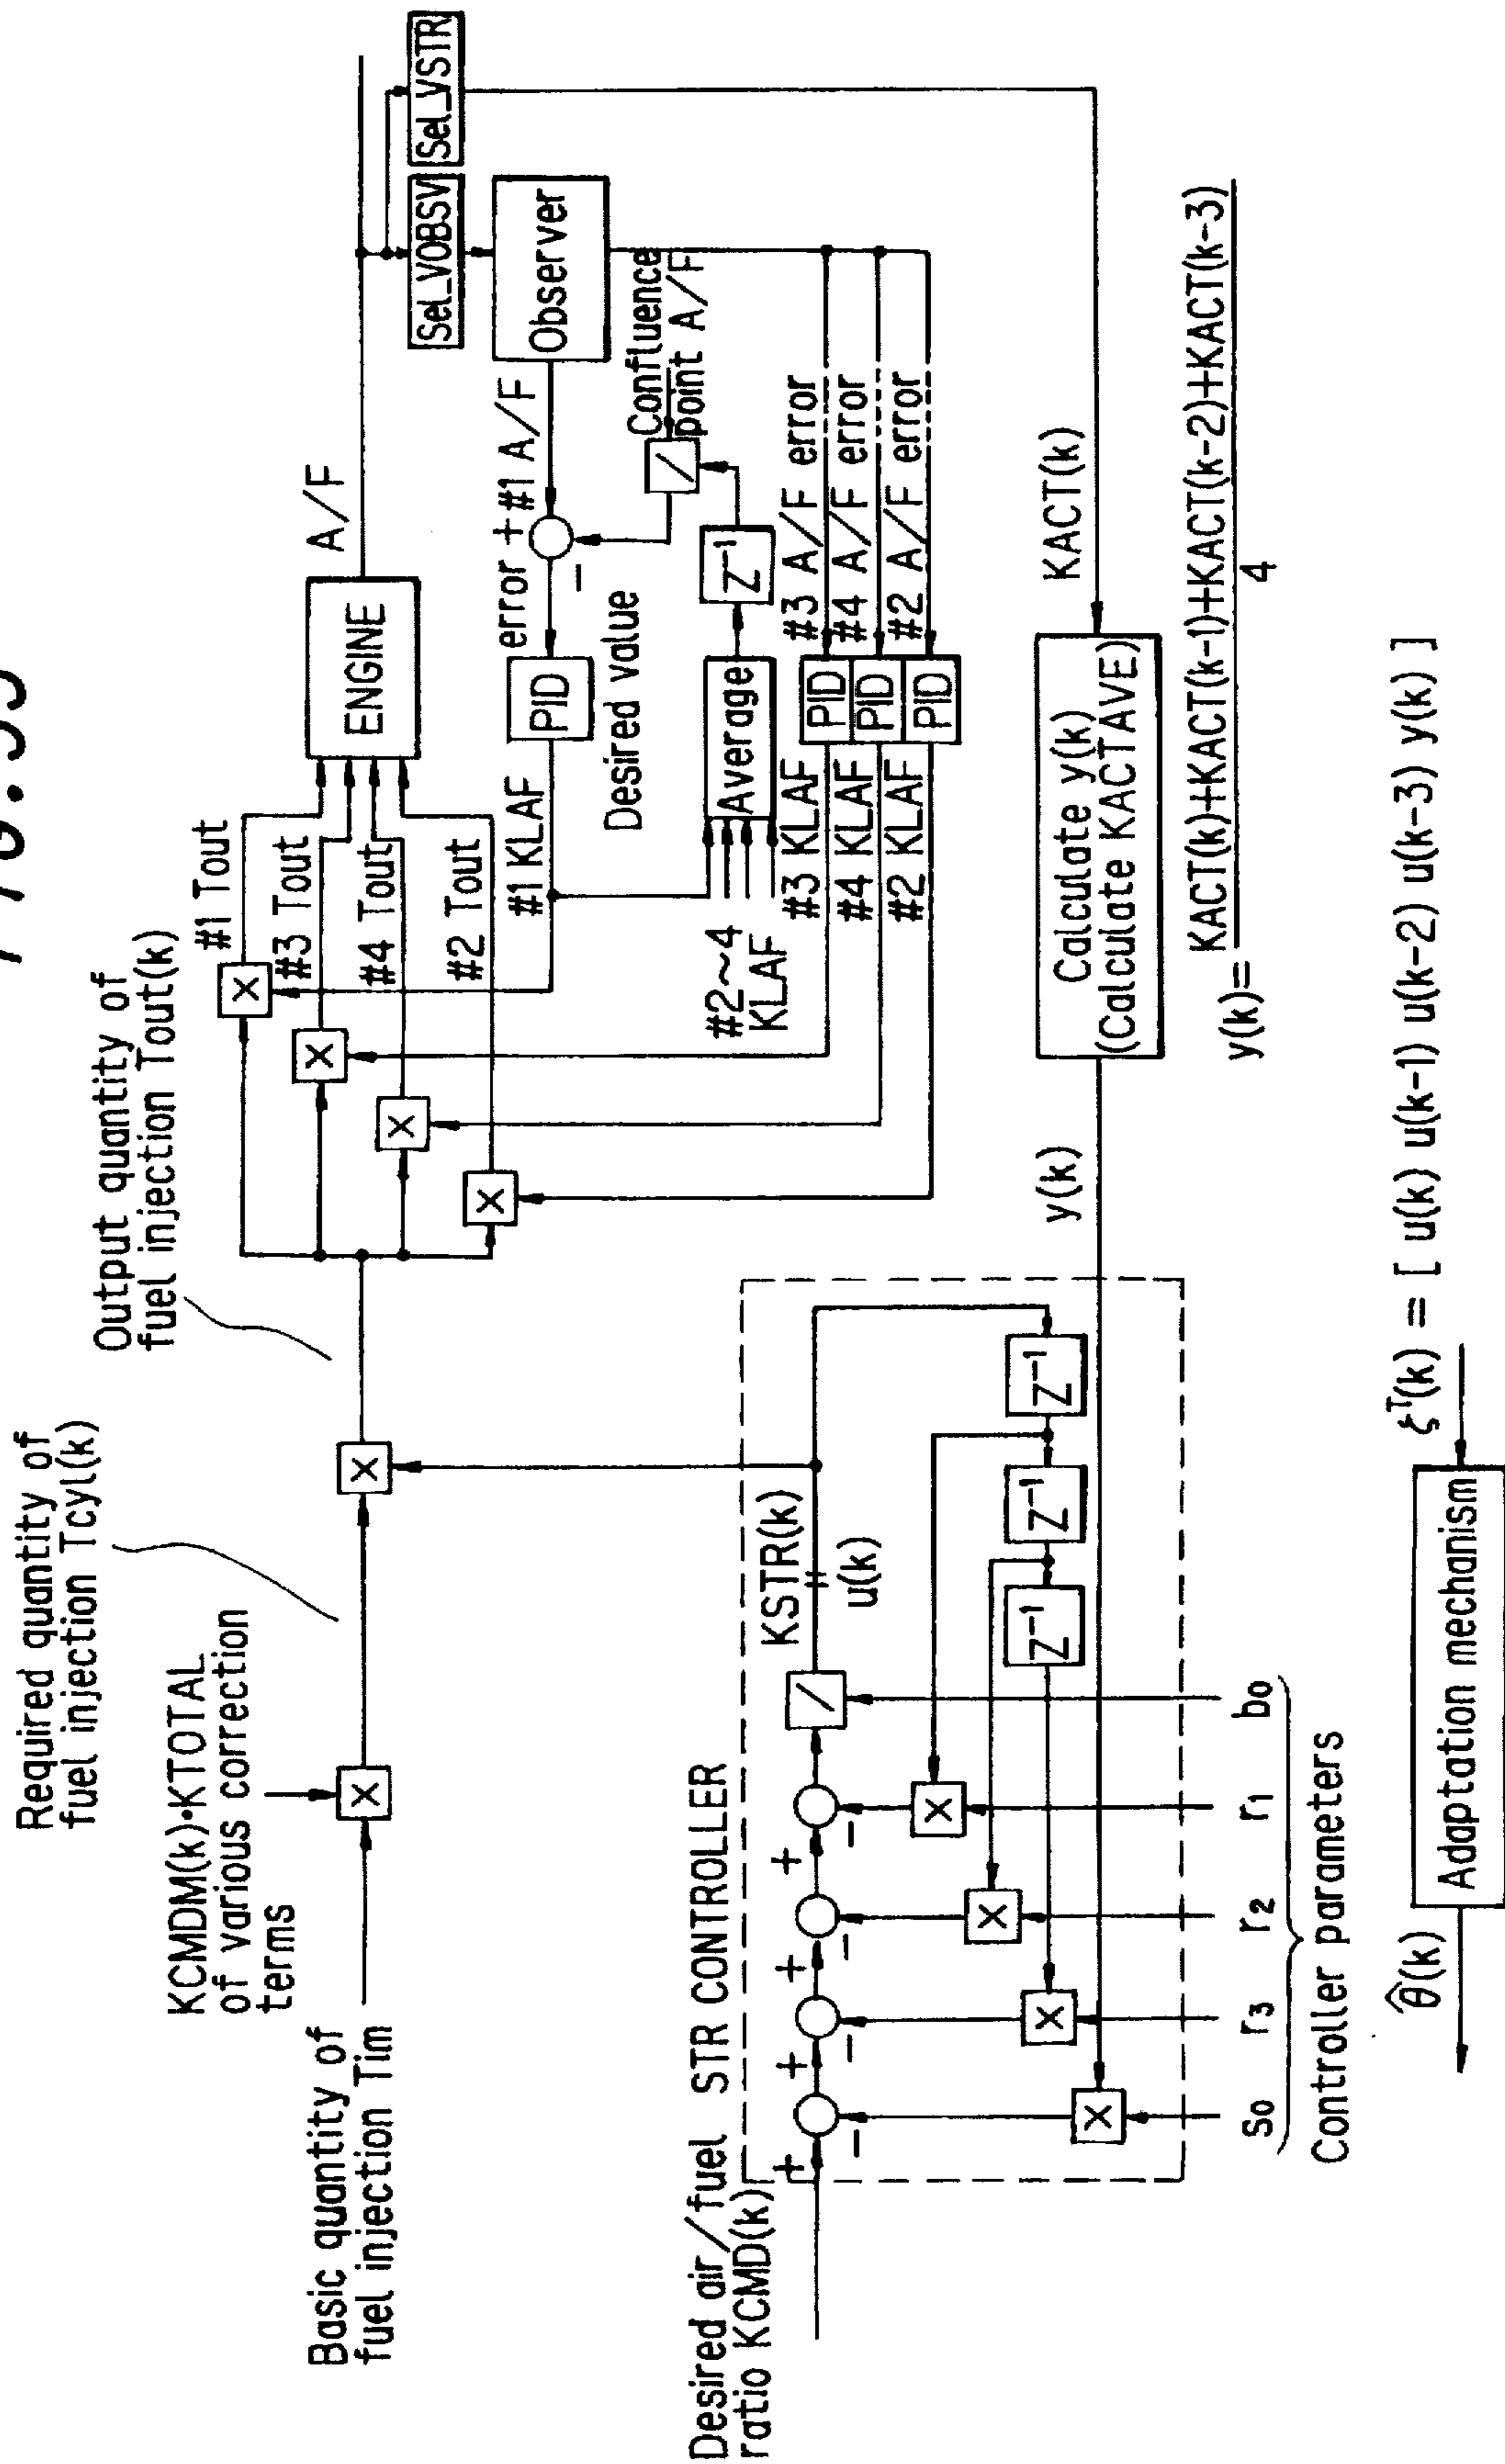 Required quantity of
fuel injection Tcyl(k)
Output quantity of
fuel injection Tout(k)
KCMDM(k)•KTOTAL
of various correction
terms
Basic quantity of
fuel injection Tim
X
X
X
X
X
X
#1 Tout
#3 Tout
#4 Tout
#2 Tout
ENGINE
A/F
Sel_VOBSV
Sel_VSTR
Observer
#1 KLAF
PID
error
+
#1 A/F
−
Desired value
Confluence
point A/F
/
#2~4
KLAF
Average
Z⁻¹
#3 KLAF
PID
#3 A/F error
#4 KLAF
PID
#4 A/F error
#2 KLAF
PID
#2 A/F error
Desired air/fuel
ratio KCMD(k)
STR CONTROLLER
+
−
+
−
+
−
+
−
/
KSTR(k)
=
u(k)
Z⁻¹
Z⁻¹
Z⁻¹
X
X
X
X
y(k)
Calculate y(k)
(Calculate KACTAVE)
KACT(k)
S0 r3 r2 r1 b0
Controller parameters
y(k)= KACT(k)+KACT(k-1)+KACT(k-2)+KACT(k-3)
4
θ̂(k)
Adaptation mechanism
ζᵀ(k) = [ u(k) u(k-1) u(k-2) u(k-3) y(k) ]